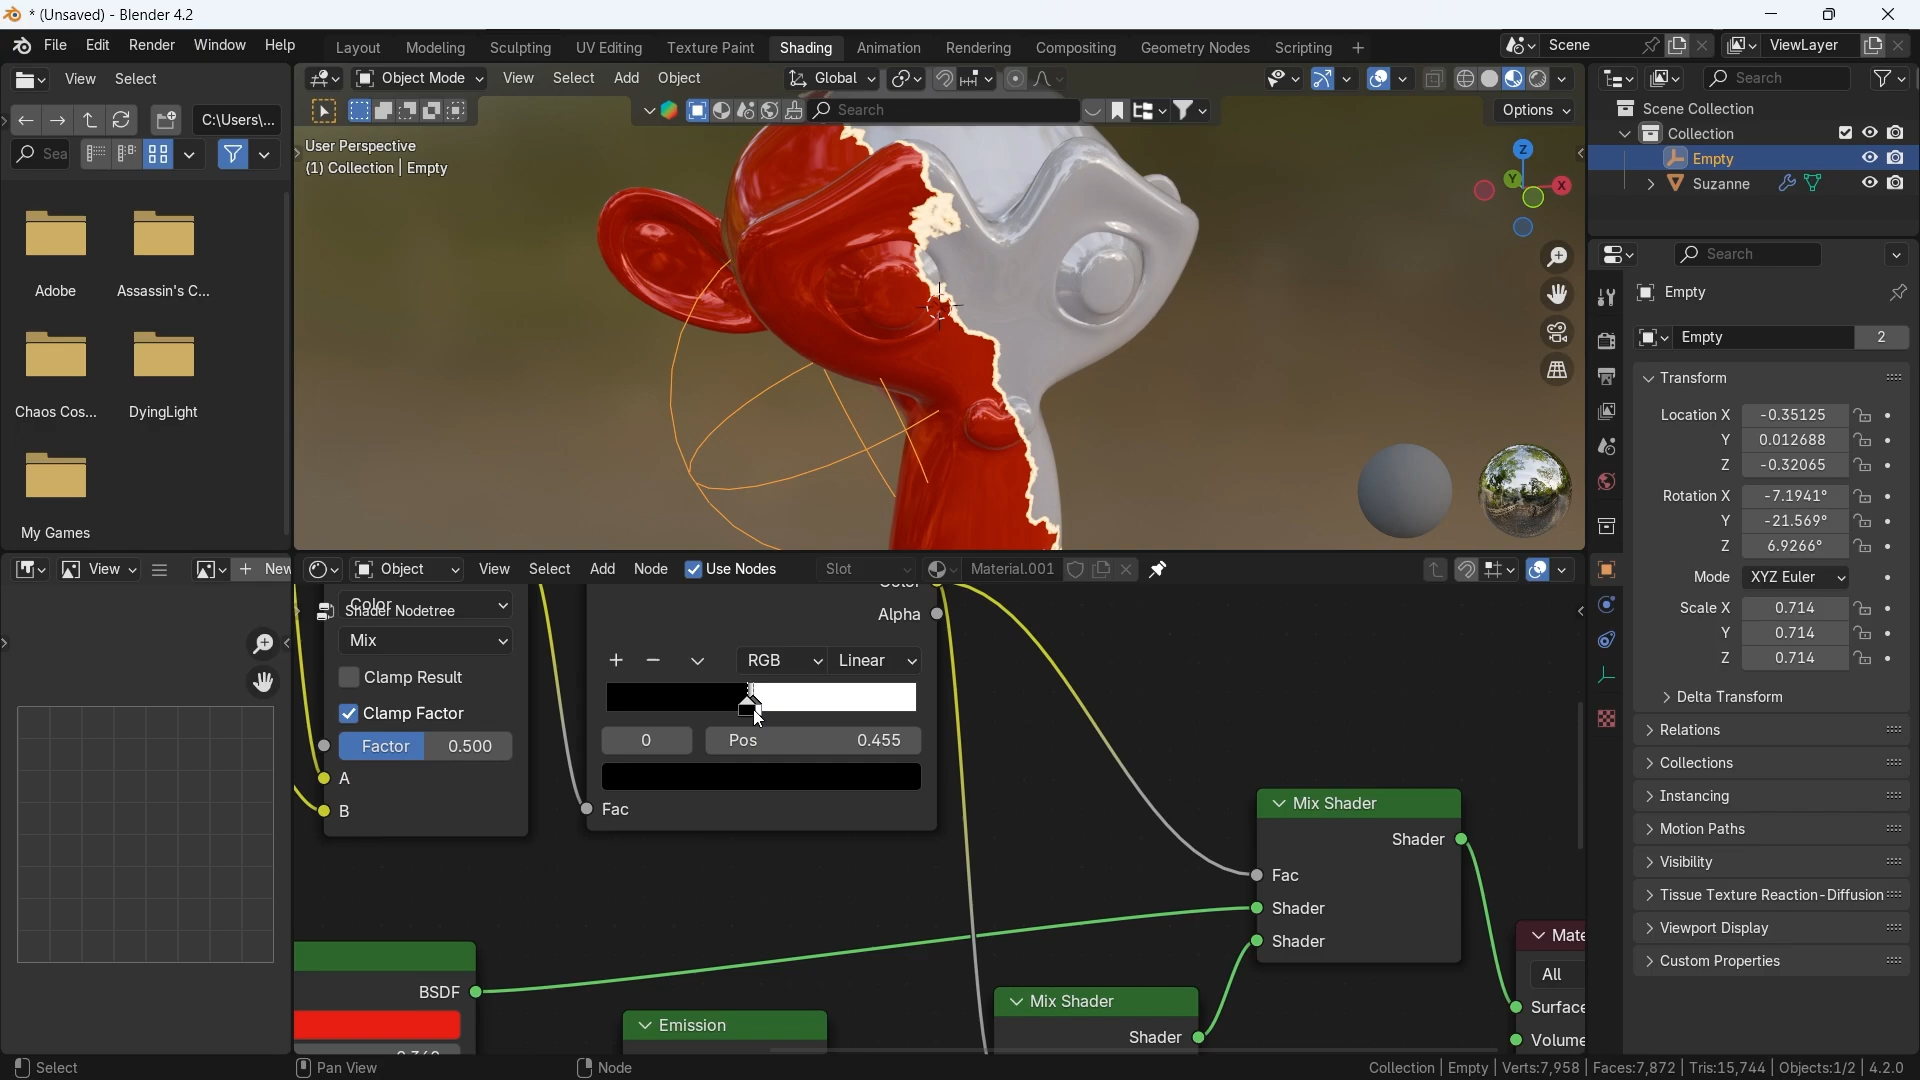 * (Unsaved) - Blender 4.2
File Edit Render Window Help Layout Modeling Sculpting UV Editing Texture Paint Shading Animation Rendering Compositing Geometry Nodes Scripting + Scene ViewLayer
View Select
Object Mode View Select Add Object Global
Search
C:\Users\...
Search
Options
Scene Collection
Collection
Empty
Suzanne
Sea
User Perspective
(1) Collection | Empty
Z
Y
X
Adobe
Assassin's C...
Chaos Cos...
DyingLight
My Games
Search
Empty
Empty 2
Transform
Location X -0.35125
Y 0.012688
Z -0.32065
Rotation X -7.1941°
Y -21.569°
Z 6.9266°
Mode XYZ Euler
Scale X 0.714
Y 0.714
Z 0.714
Delta Transform
Relations
Collections
Instancing
Motion Paths
Visibility
Tissue Texture Reaction-Diffusion
Viewport Display
Custom Properties
View + New
Object View Select Add Node Use Nodes Slot Material.001
Color
Shader Nodetree
Mix
Clamp Result
Clamp Factor
Factor 0.500
A
B
Alpha
RGB Linear
0 Pos 0.455
Fac
Mix Shader
Shader
Fac
Shader
Shader
BSDF
Emission
Mix Shader
Shader
Mate
All
Surface
Volume
Select Pan View Node
Collection | Empty | Verts:7,958 | Faces:7,872 | Tris:15,744 | Objects:1/2 | 4.2.0